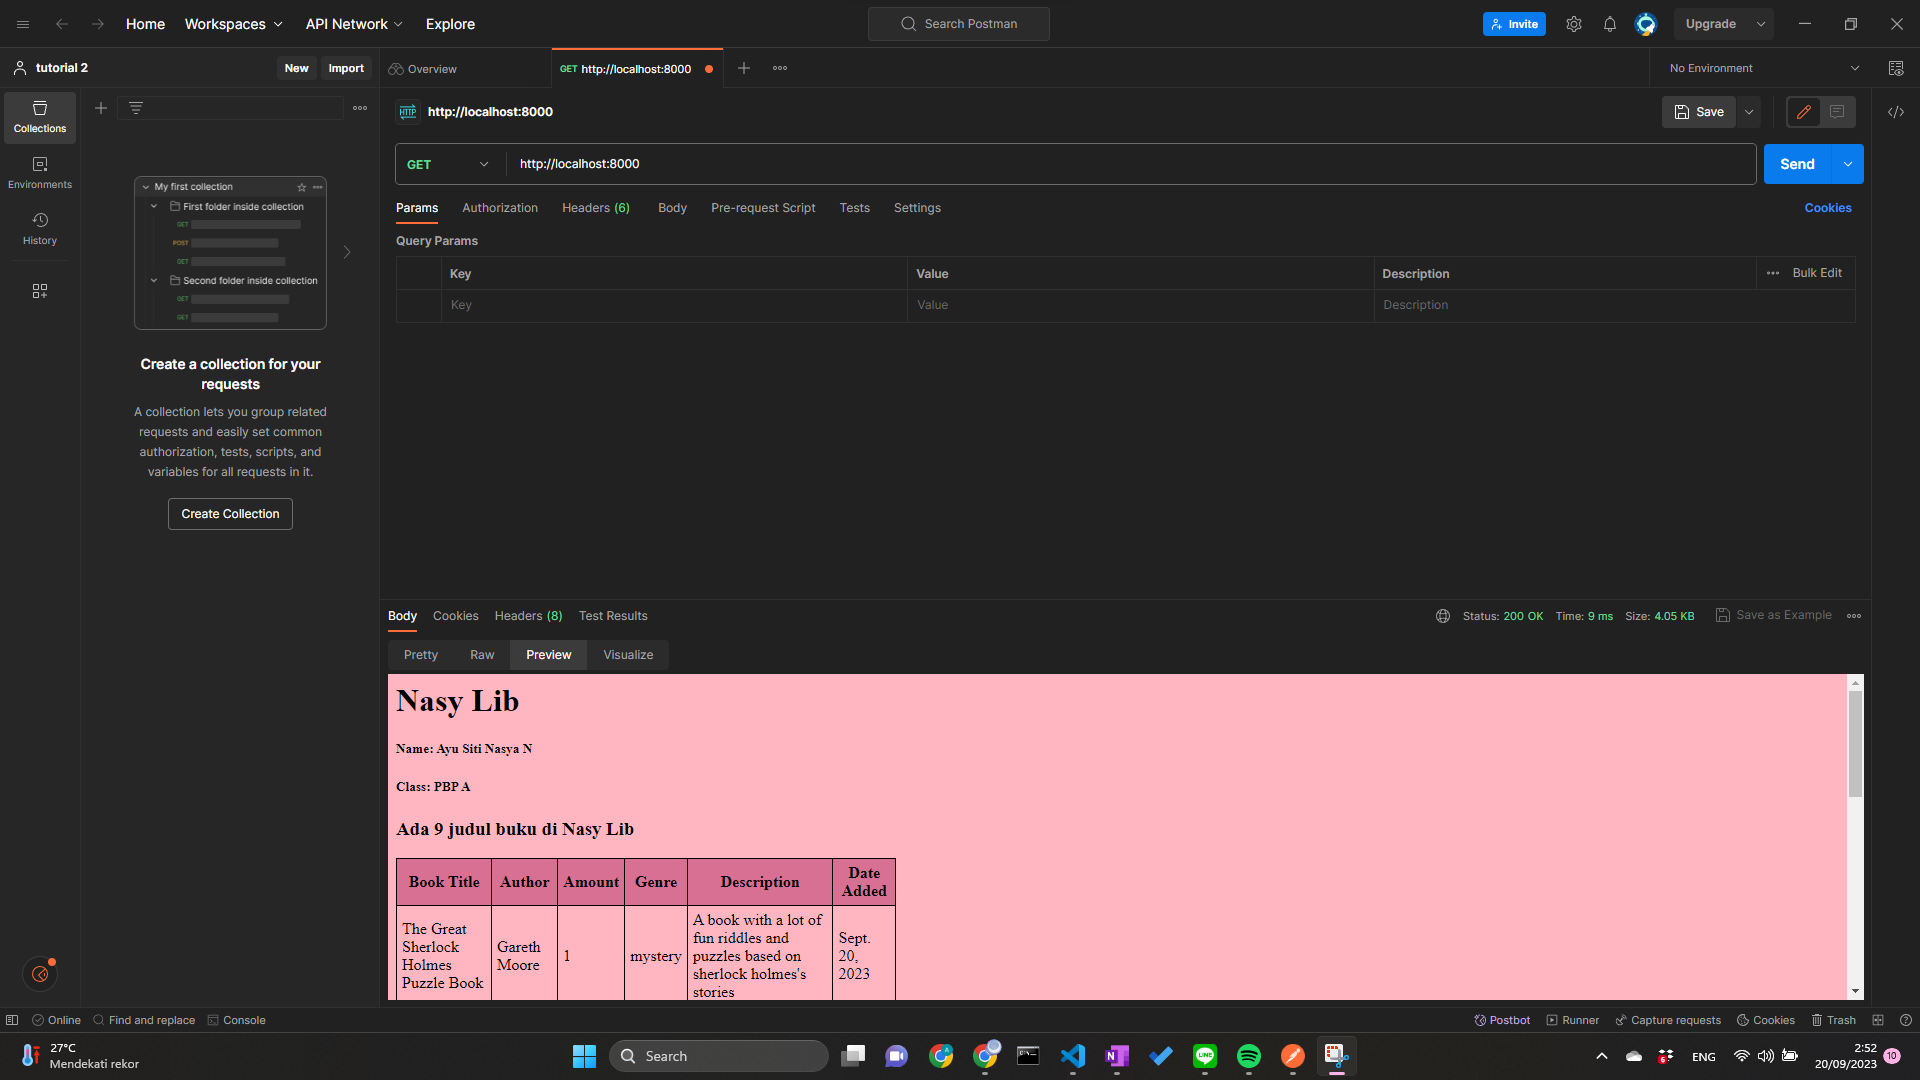 Home Workspaces API Network Explore Search Postman Invite Upgrade
tutorial 2 New Import Overview GET http://localhost:8000 No Environment
Collections
Environments
History
My first collection
First folder inside collection
GET
POST
GET
Second folder inside collection
GET
GET
Create a collection for your
requests
A collection lets you group related
requests and easily set common
authorization, tests, scripts, and
variables for all requests in it.
Create Collection
HTTP http://localhost:8000 Save
GET http://localhost:8000 Send
Params Authorization Headers (6) Body Pre-request Script Tests Settings Cookies
Query Params
Key Value Description Bulk Edit
Key Value Description
Body Cookies Headers (8) Test Results Status: 200 OK Time: 9 ms Size: 4.05 KB Save as Example
Pretty Raw Preview Visualize
Nasy Lib
Name: Ayu Siti Nasya N
Class: PBP A
Ada 9 judul buku di Nasy Lib
Book Title Author Amount Genre Description Date Added
The Great Sherlock Holmes Puzzle Book Gareth Moore 1 mystery A book with a lot of fun riddles and puzzles based on sherlock holmes's stories Sept. 20, 2023
Online Find and replace Console Postbot Runner Capture requests Cookies Trash
27°C
Mendekati rekor
Search
ENG
2:52
20/09/2023
10